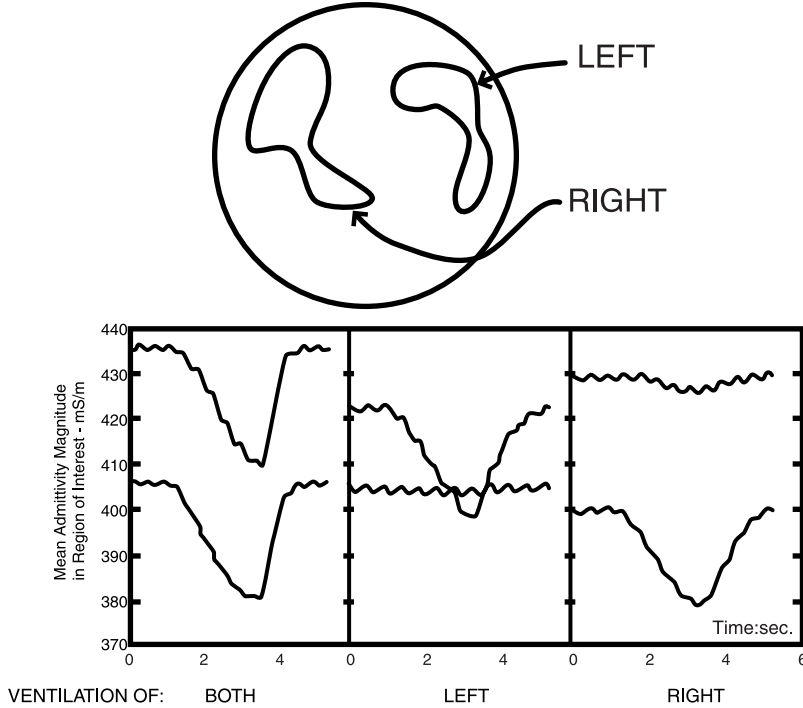 LEFT
RIGHT
Mean Admittivity Magnitude
in Region of Interest - mS/m
440
430
420
410
400
390
380
370
Time:sec.
0 2 4 0 2 4 0 2 4 6
VENTILATION OF: BOTH LEFT RIGHT